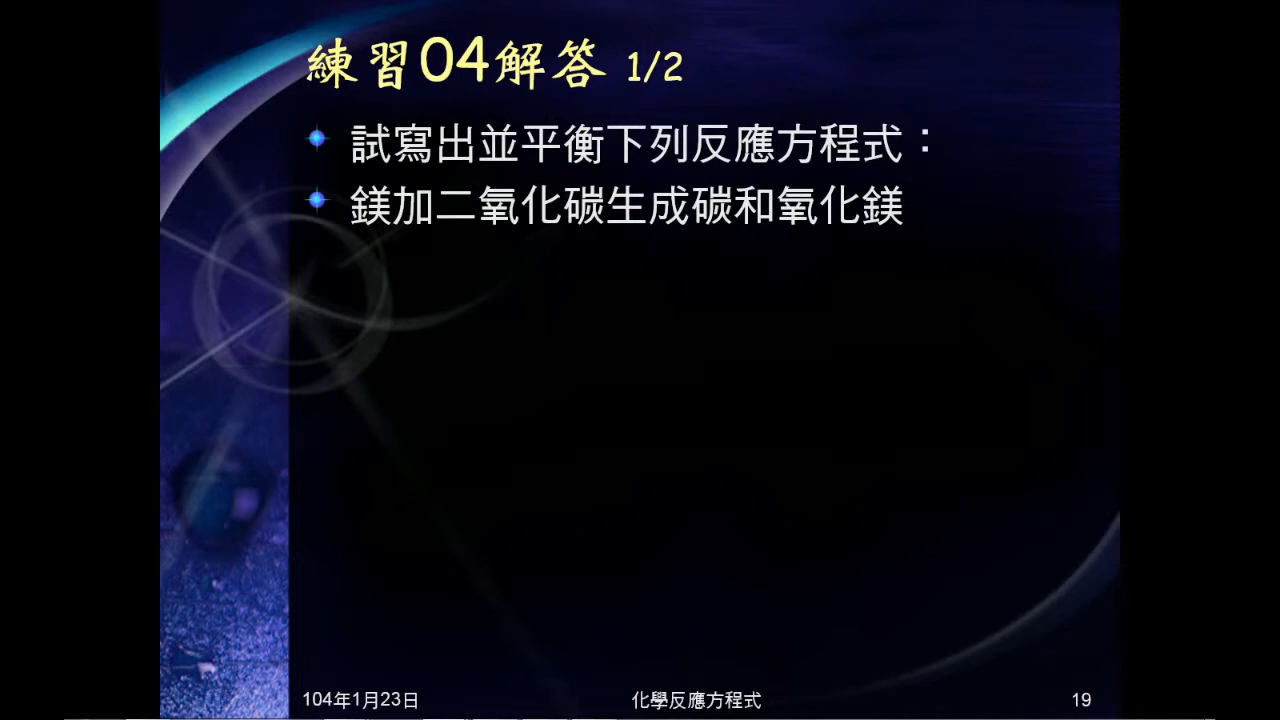 練習04解答 1/2
試寫出並平衡下列反應方程式：
鎂加二氧化碳生成碳和氧化鎂
104年1月23日
化學反應方程式
19